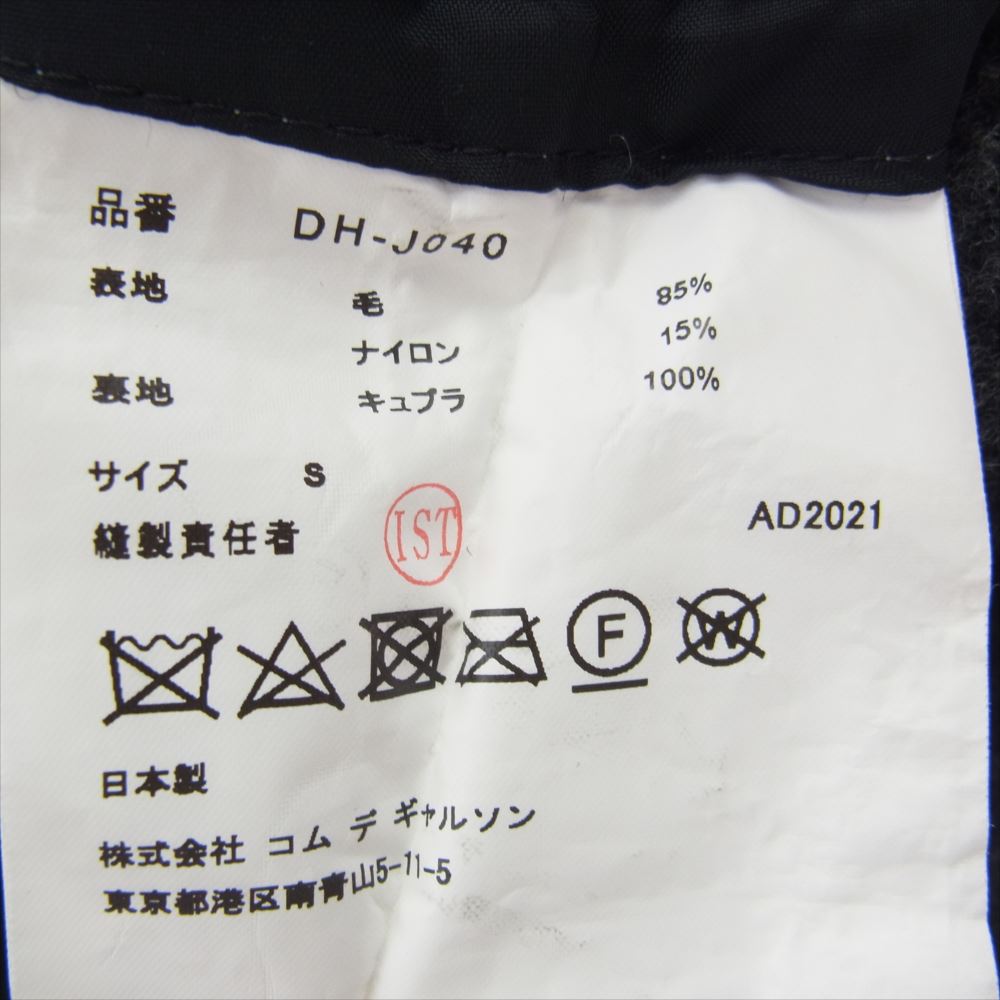 品番 DH-J040
表地 毛 85%
ナイロン 15%
裏地 キュプラ 100%
サイズ S
縫製責任者 IST AD2021
F W
日本製
株式会社 コム デ ギャルソン
東京都港区南青山5-11-5